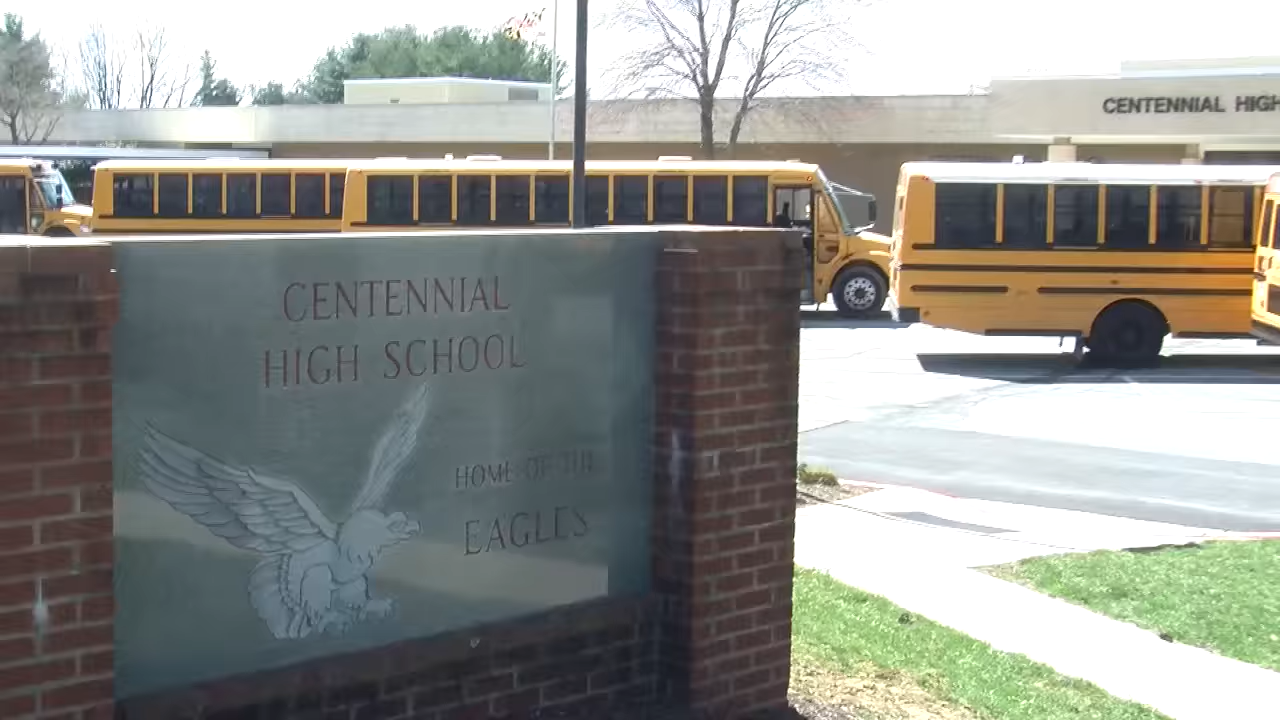 CENTENNIAL HIGH
CENTENNIAL
HIGH SCHOOL
HOME OF THE
EAGLES